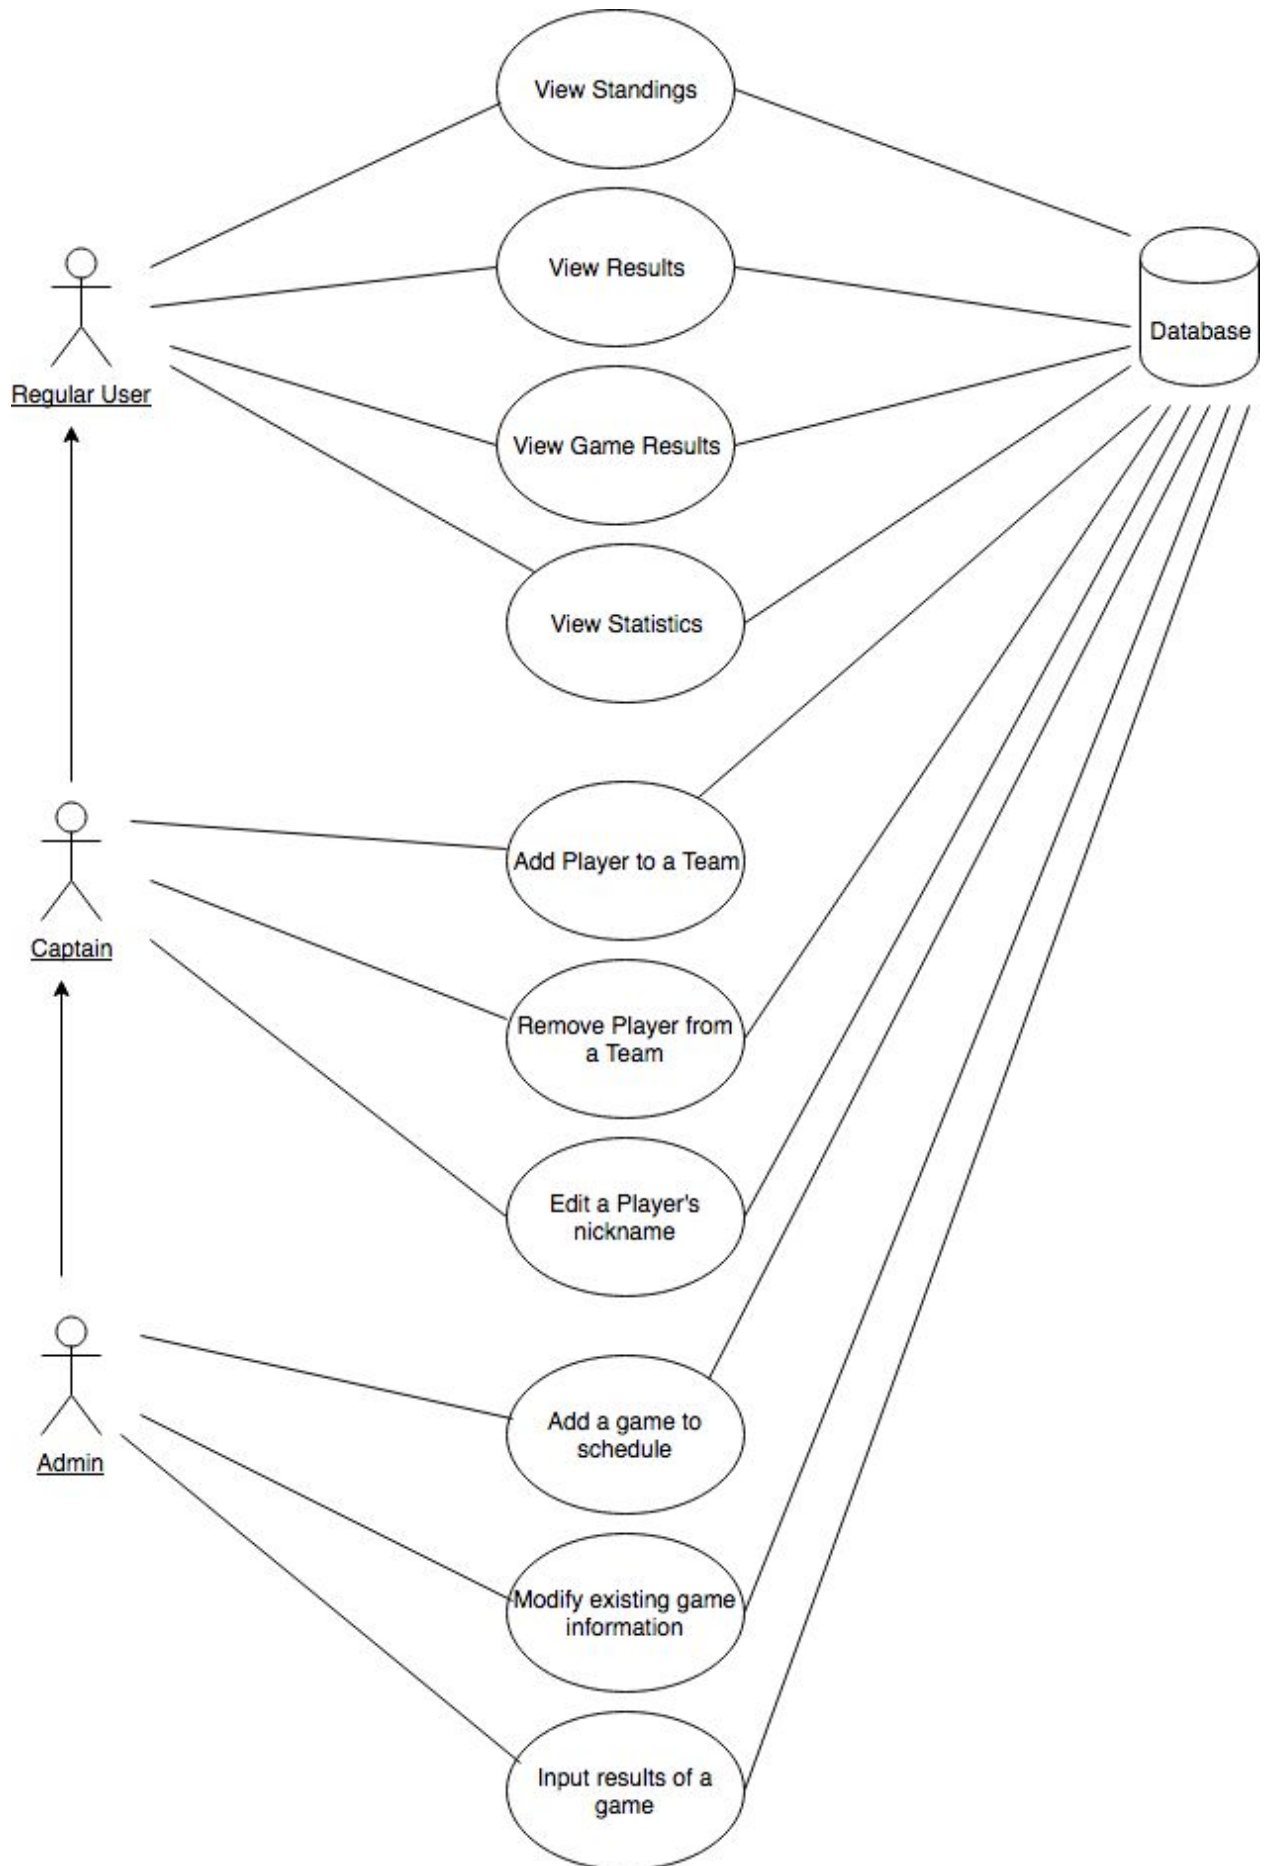 View Standings
View Results
Database
Regular User
View Game Results
View Statistics
Add Player to a Team
Captain
Remove Player from
a Team
Edit a Player's
nickname
Add a game to
schedule
Admin
Modify existing game
information
Input results of a
game